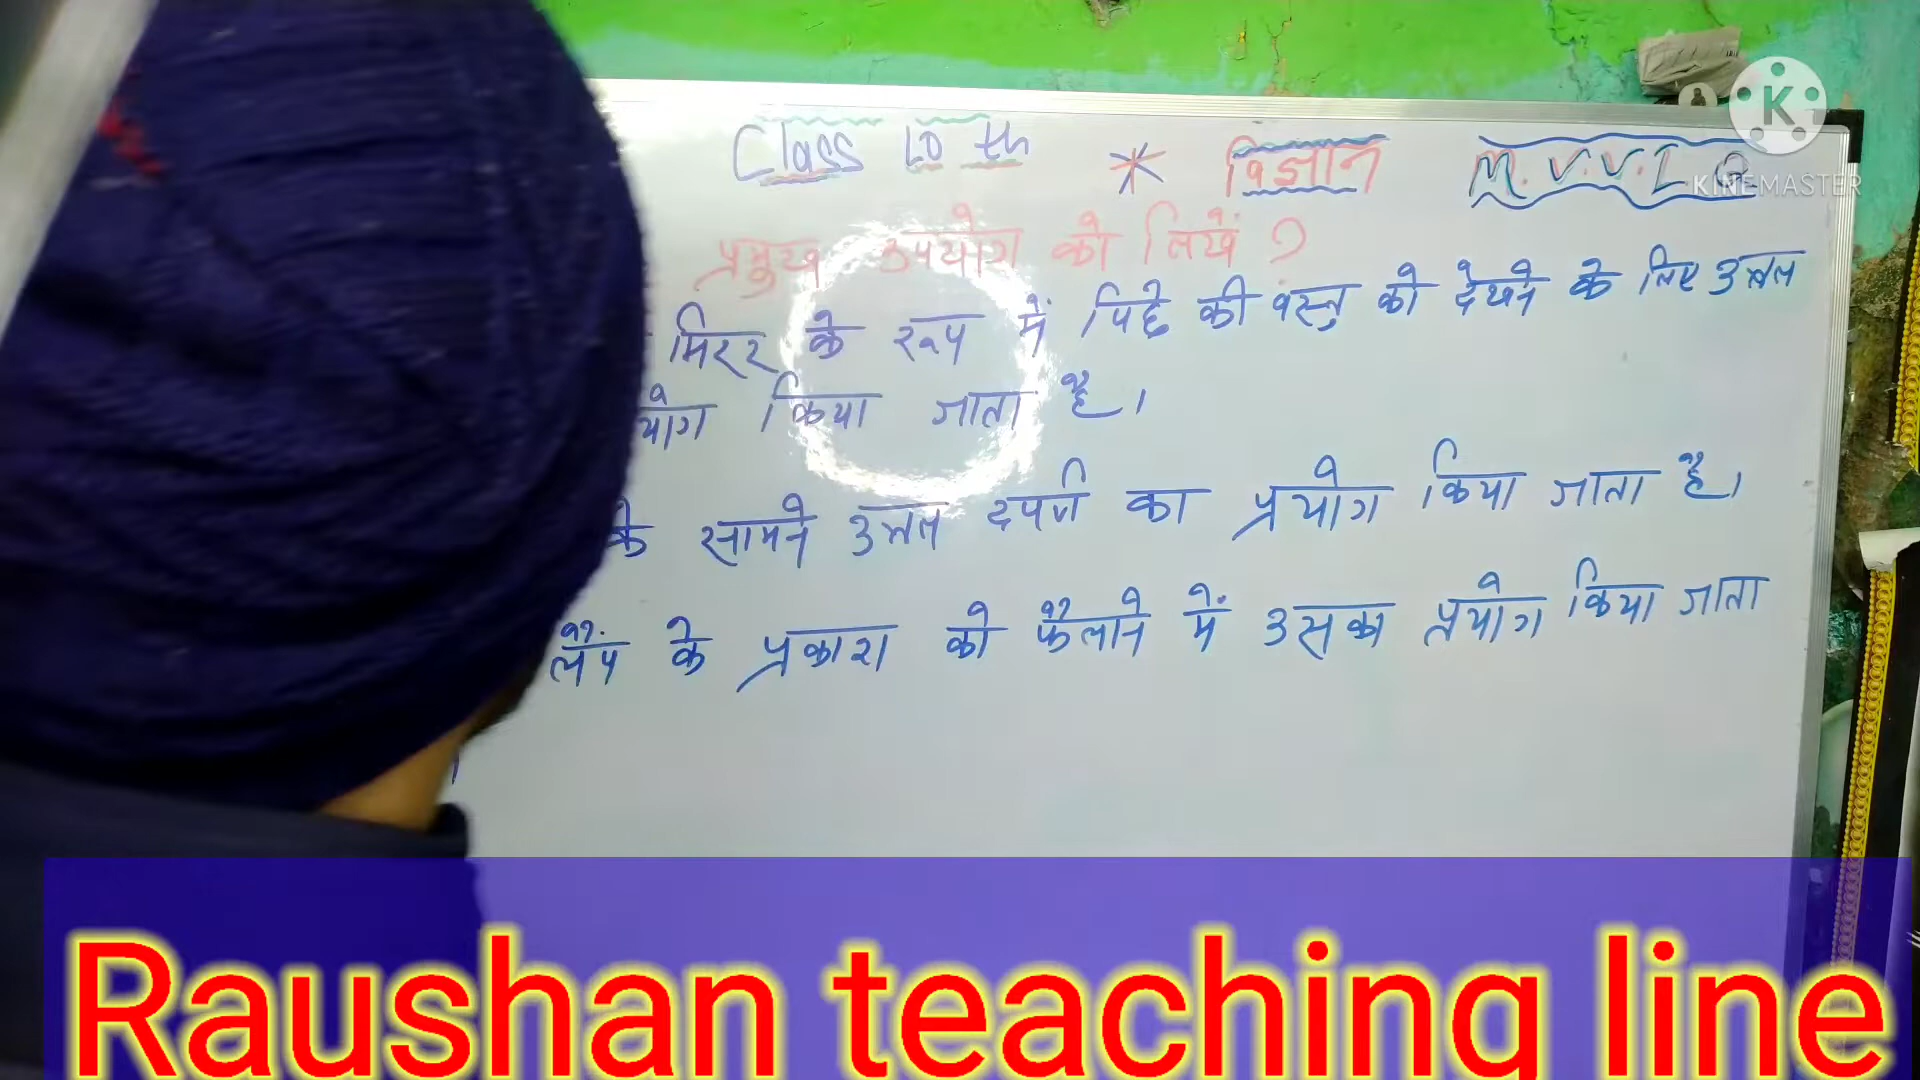 Class 10 th * विज्ञान M.V.V.I.Q
KINEMASTER
प्रमुख उपयोग को लिखें ?
मिरर के रूप में पिछे की वस्तु को देखने के लिए उत्तल
योग किया जाता है।
के सामने उत्तल दर्पण का प्रयोग किया जाता है।
लैंप के प्रकाश को फैलाने में उसका प्रयोग किया जाता
Raushan teaching line